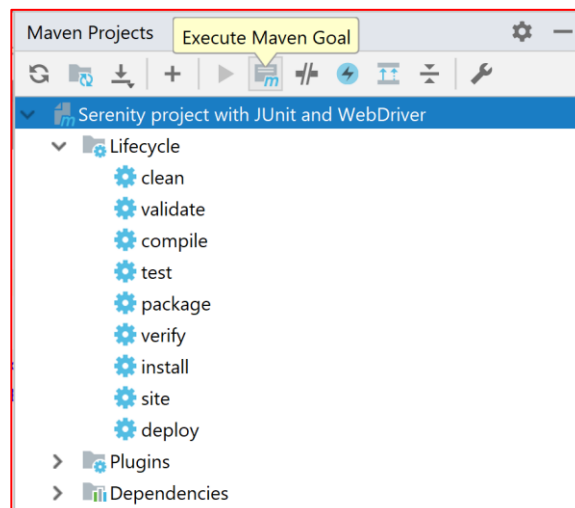 Maven Projects
Execute Maven Goal
Serenity project with JUnit and WebDriver
Lifecycle
clean
validate
compile
test
package
verify
install
site
deploy
Plugins
Dependencies